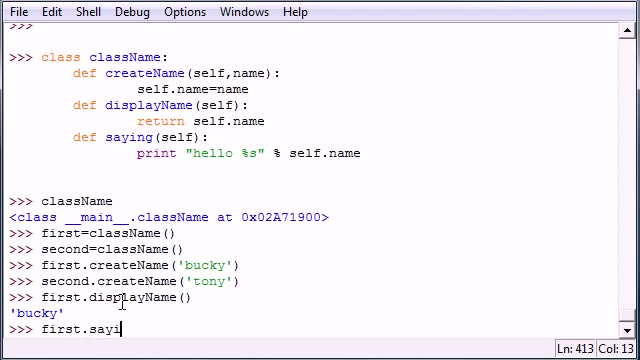 File Edit Shell Debug Options Windows Help
>>>
>>> class className:
def createName(self,name):
self.name=name
def displayName(self):
return self.name
def saying(self):
print "hello %s" % self.name
>>> className
<class __main__.className at 0x02A71900>
>>> first=className()
>>> second=className()
>>> first.createName('bucky')
>>> second.createName('tony')
>>> first.displayName()
'bucky'
>>> first.sayi
Ln: 413 Col: 14